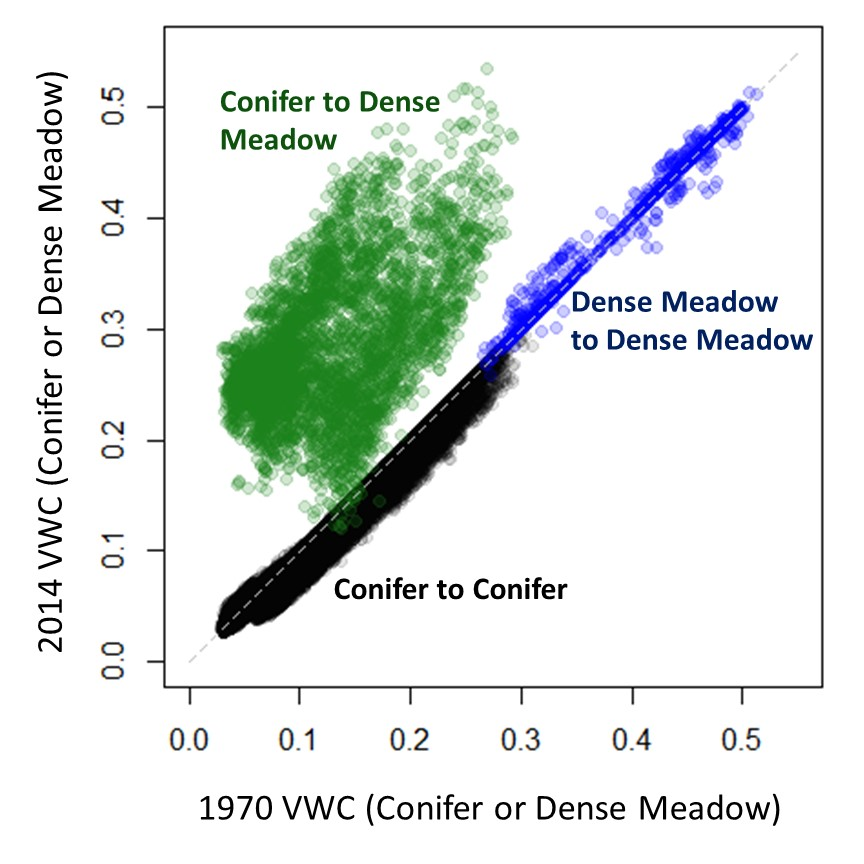 Conifer to Dense
Meadow
Dense Meadow
to Dense Meadow
Conifer to Conifer
2014 VWC (Conifer or Dense Meadow)
0.5
0.4
0.3
0.2
0.1
0.0
0.0 0.1 0.2 0.3 0.4 0.5
1970 VWC (Conifer or Dense Meadow)